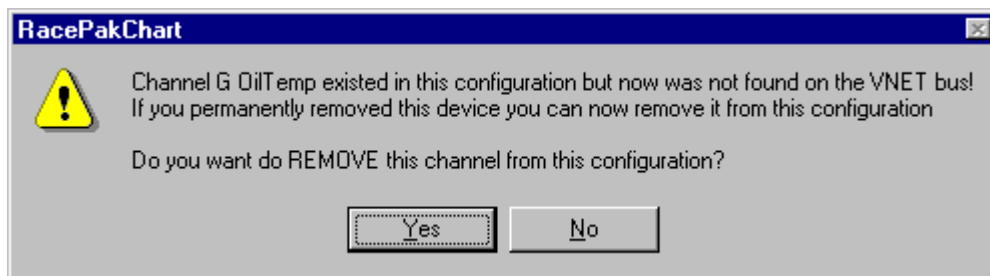 RacePakChart
Channel G OilTemp existed in this configuration but now was not found on the VNET bus!
If you permanently removed this device you can now remove it from this configuration
Do you want do REMOVE this channel from this configuration?
Yes
No